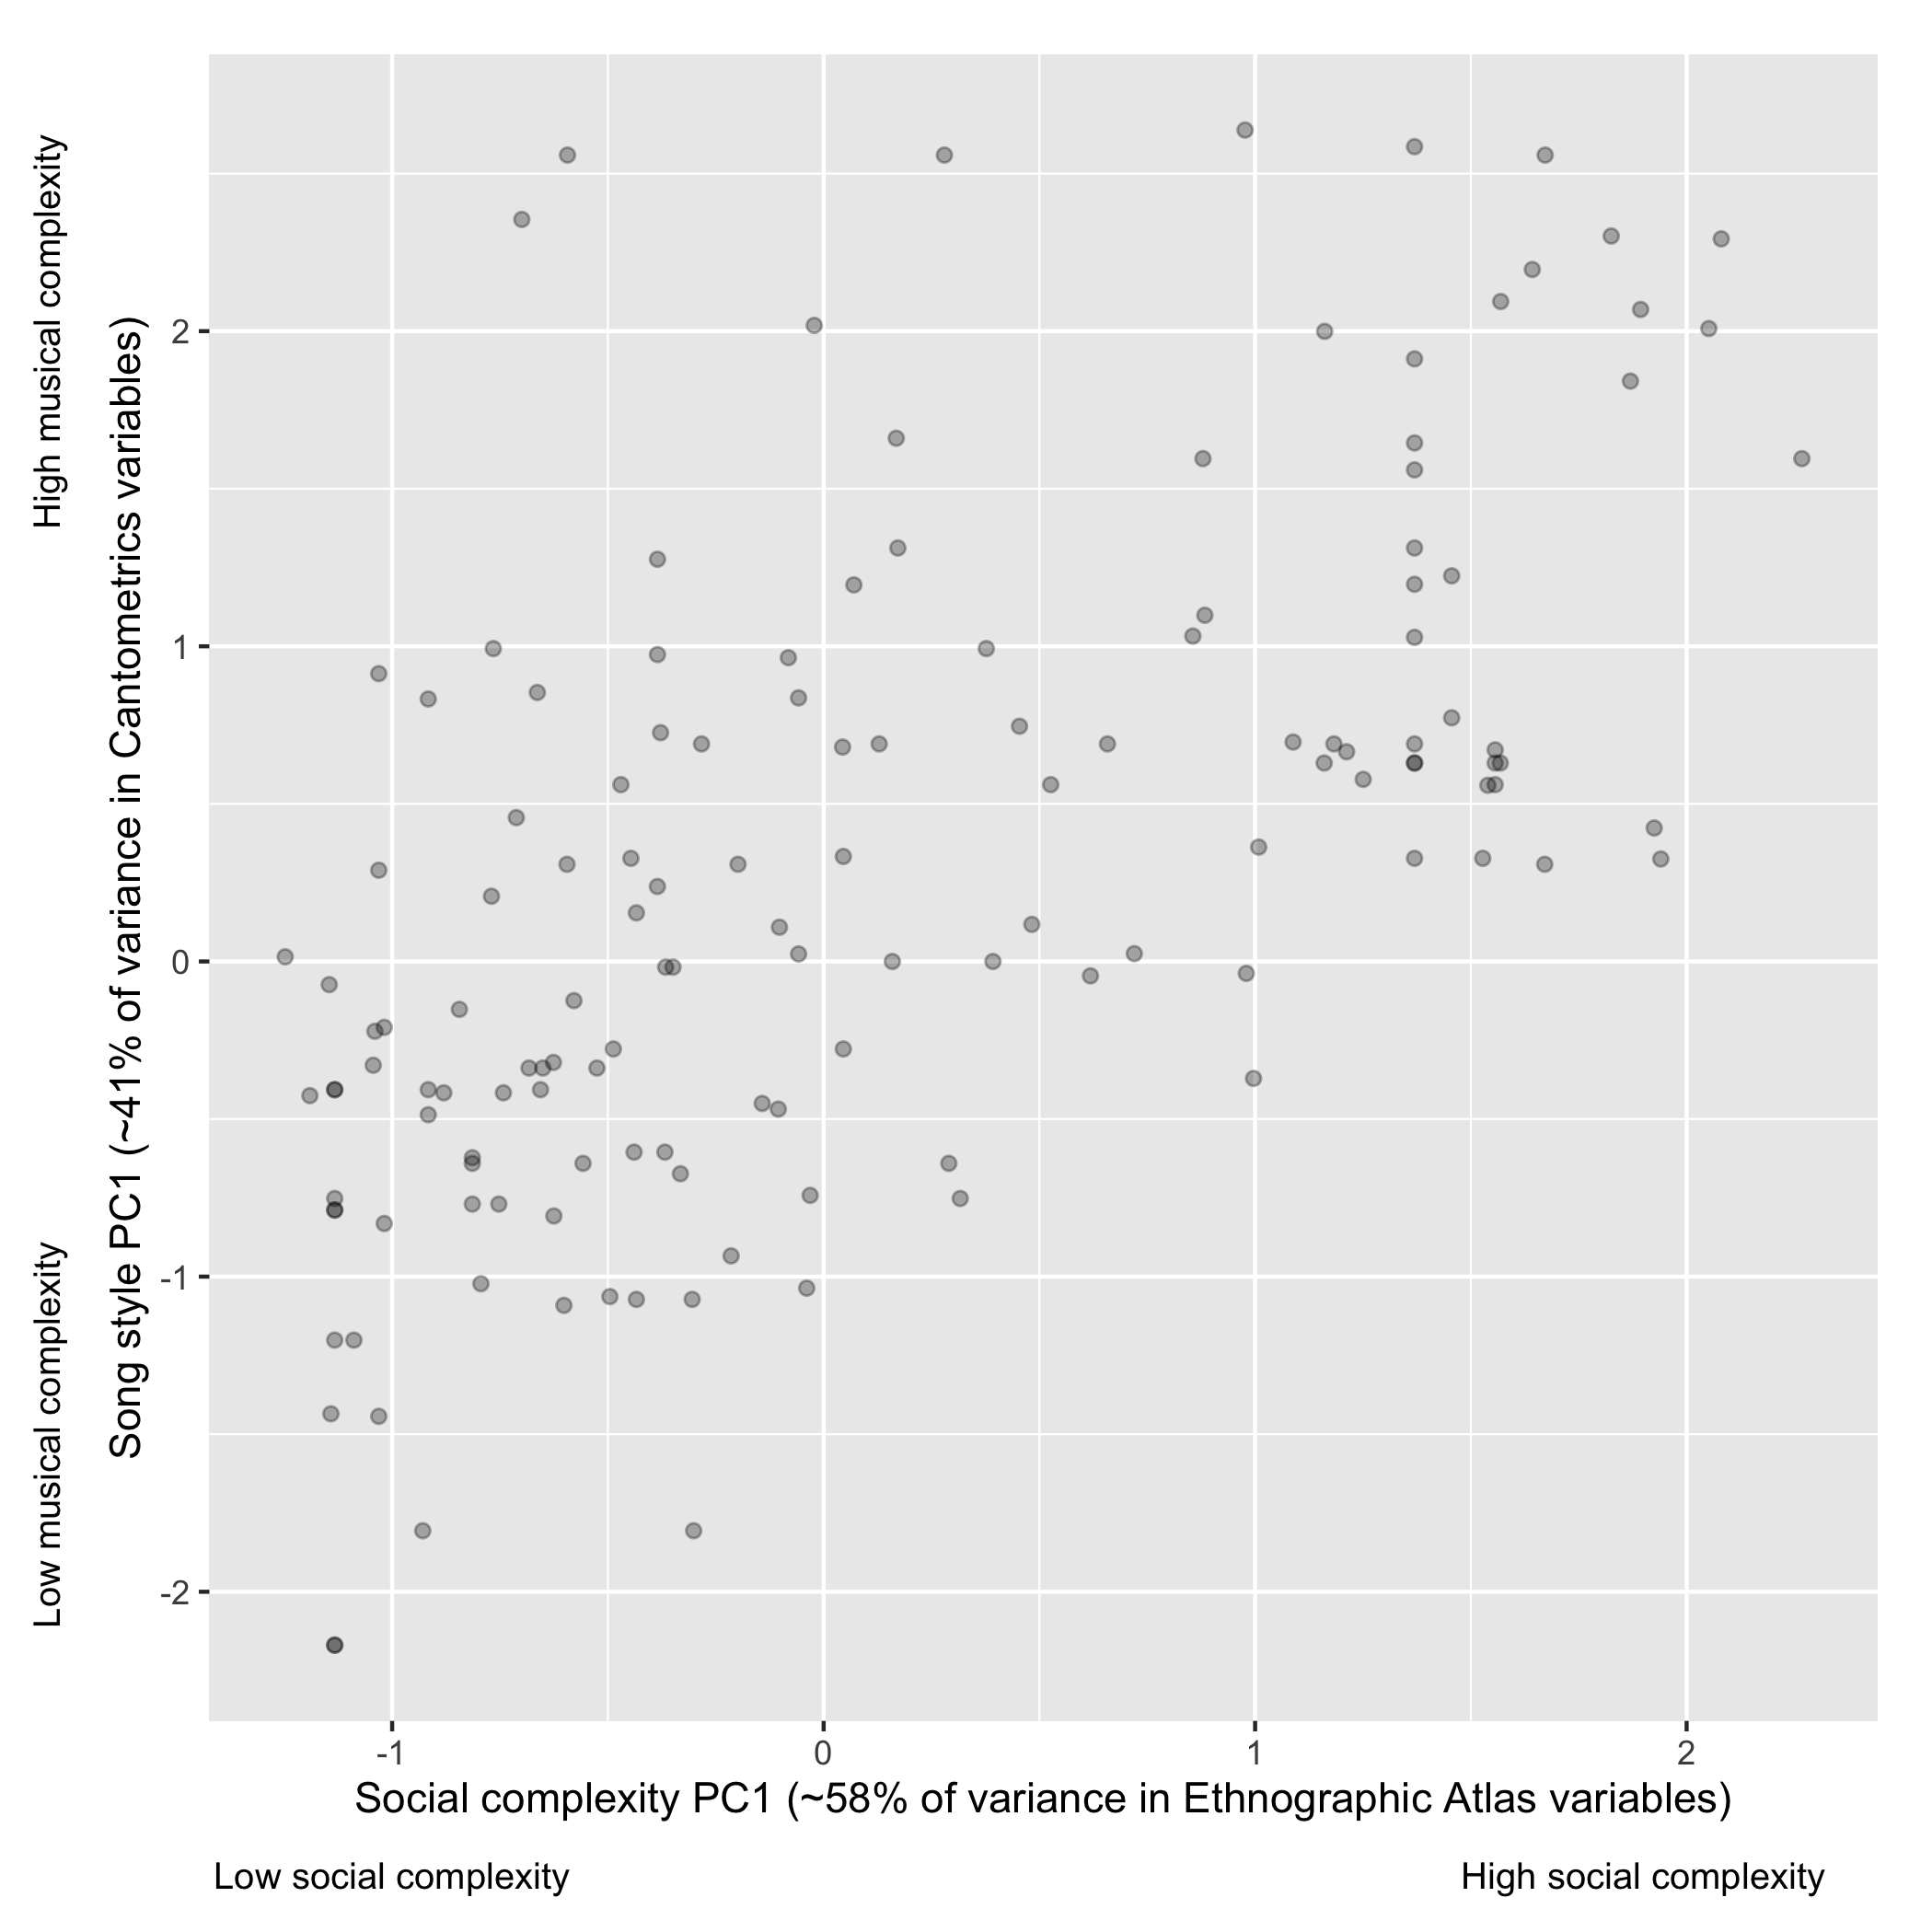 High musical complexity
Low musical complexity
Song style PC1 (~41% of variance in Cantometrics variables)
2
1
0
-1
-2
-1 0 1 2
Social complexity PC1 (~58% of variance in Ethnographic Atlas variables)
Low social complexity High social complexity